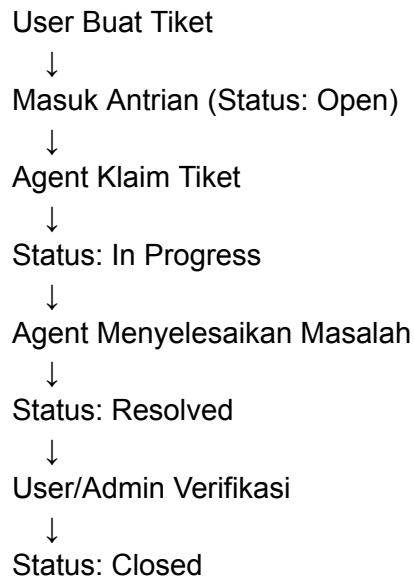 User Buat Tiket
↓
Masuk Antrian (Status: Open)
↓
Agent Klaim Tiket
↓
Status: In Progress
↓
Agent Menyelesaikan Masalah
↓
Status: Resolved
↓
User/Admin Verifikasi
↓
Status: Closed